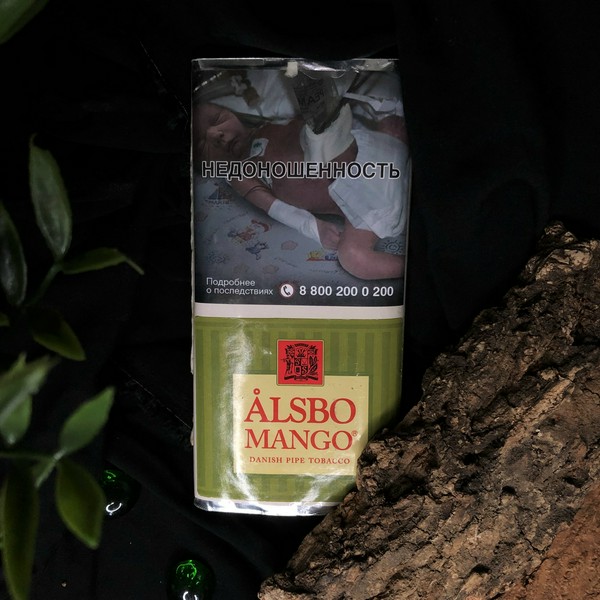 НЕДОНОШЕННОСТЬ
Подробнее
о последствиях 8 800 200 0 200
ÅLSBO
MANGO
DANISH PIPE TOBACCO